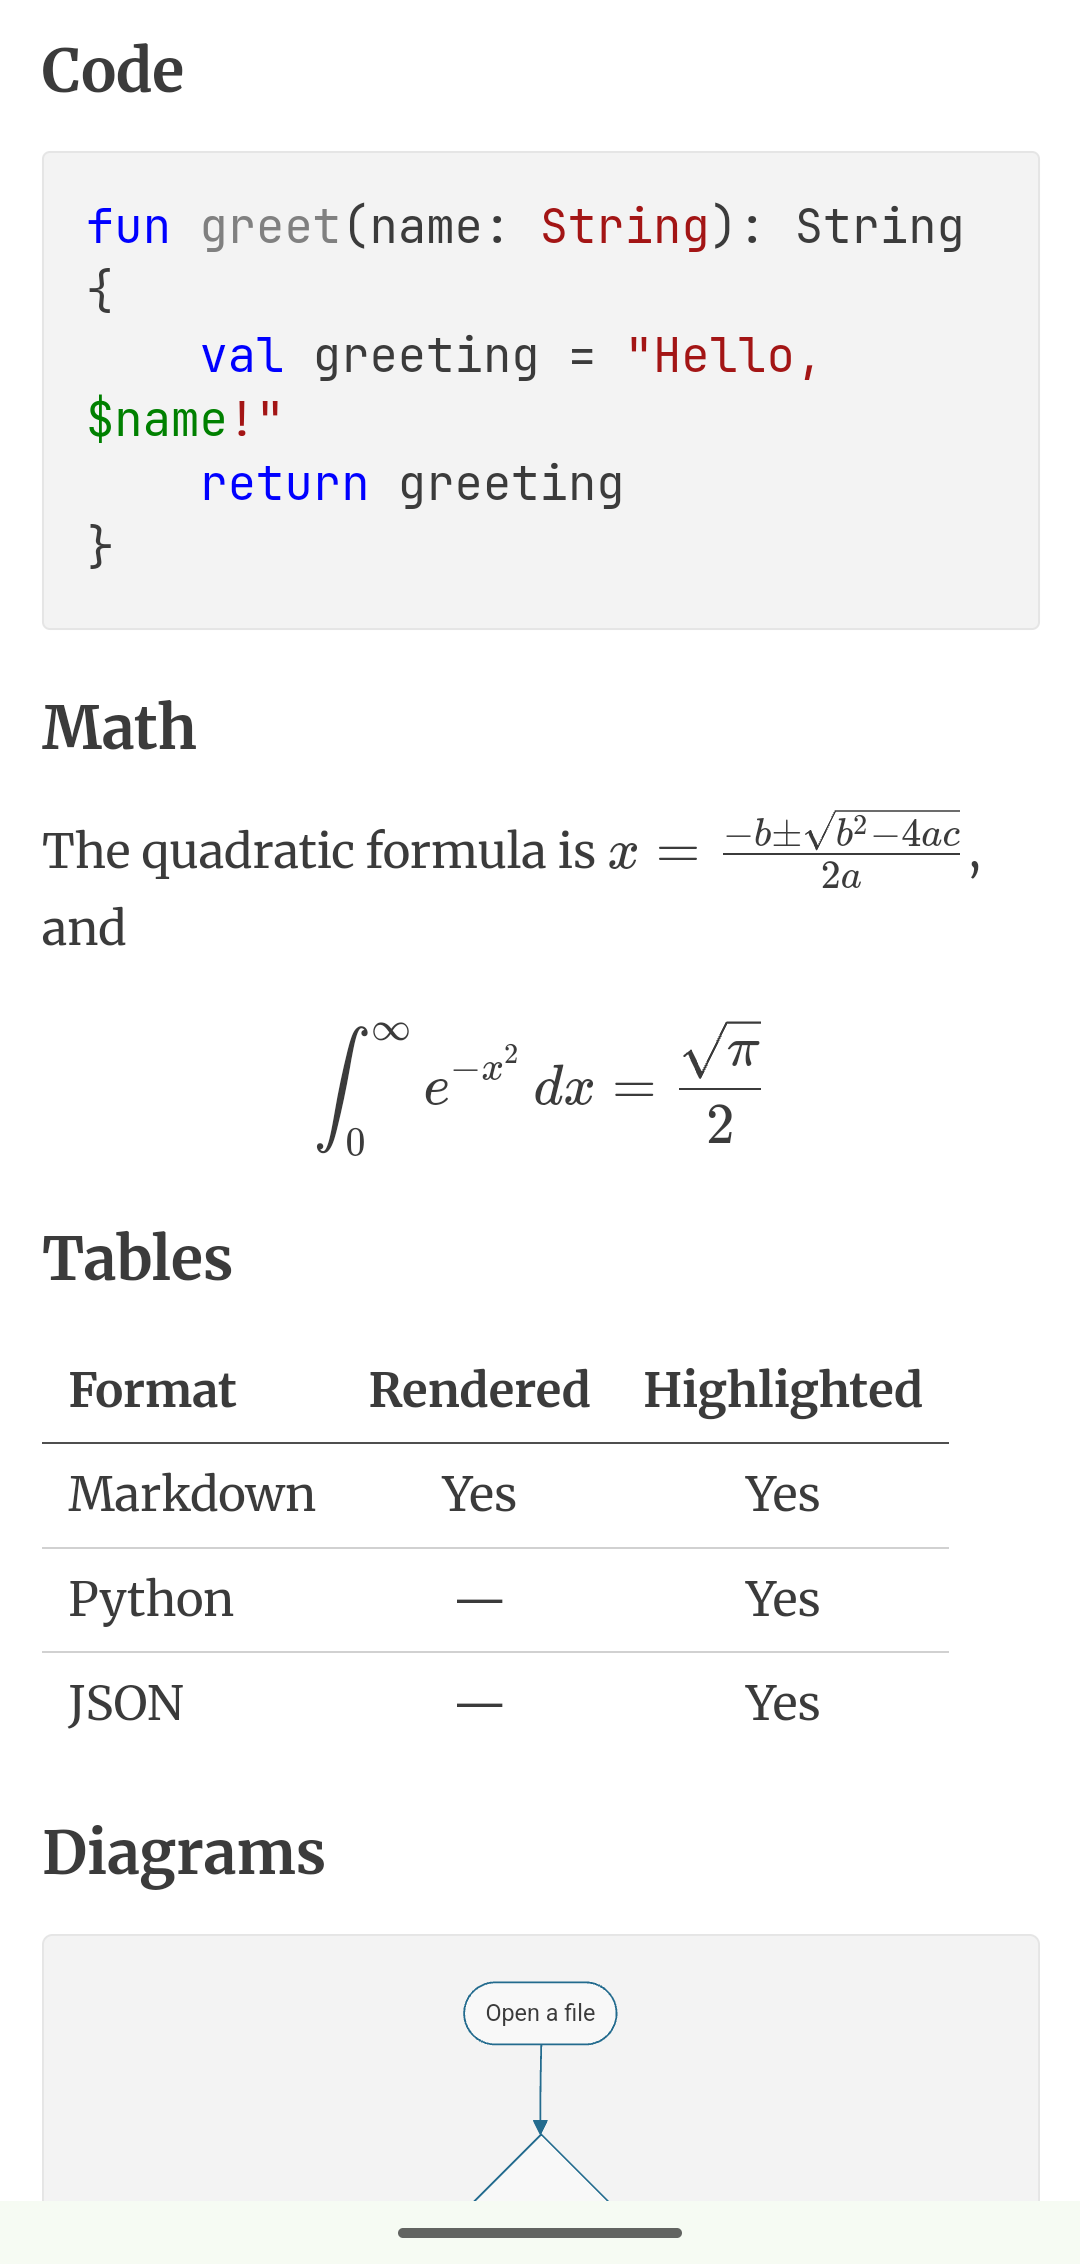 Code
fun greet(name: String): String
{
    val greeting = "Hello,
$name!"
    return greeting
}
Math
The quadratic formula is x = −b±√b²−4ac / 2a,
and
∫₀^∞ e^−x² dx = √π / 2
Tables
Format Rendered Highlighted
Markdown Yes Yes
Python — Yes
JSON — Yes
Diagrams
Open a file